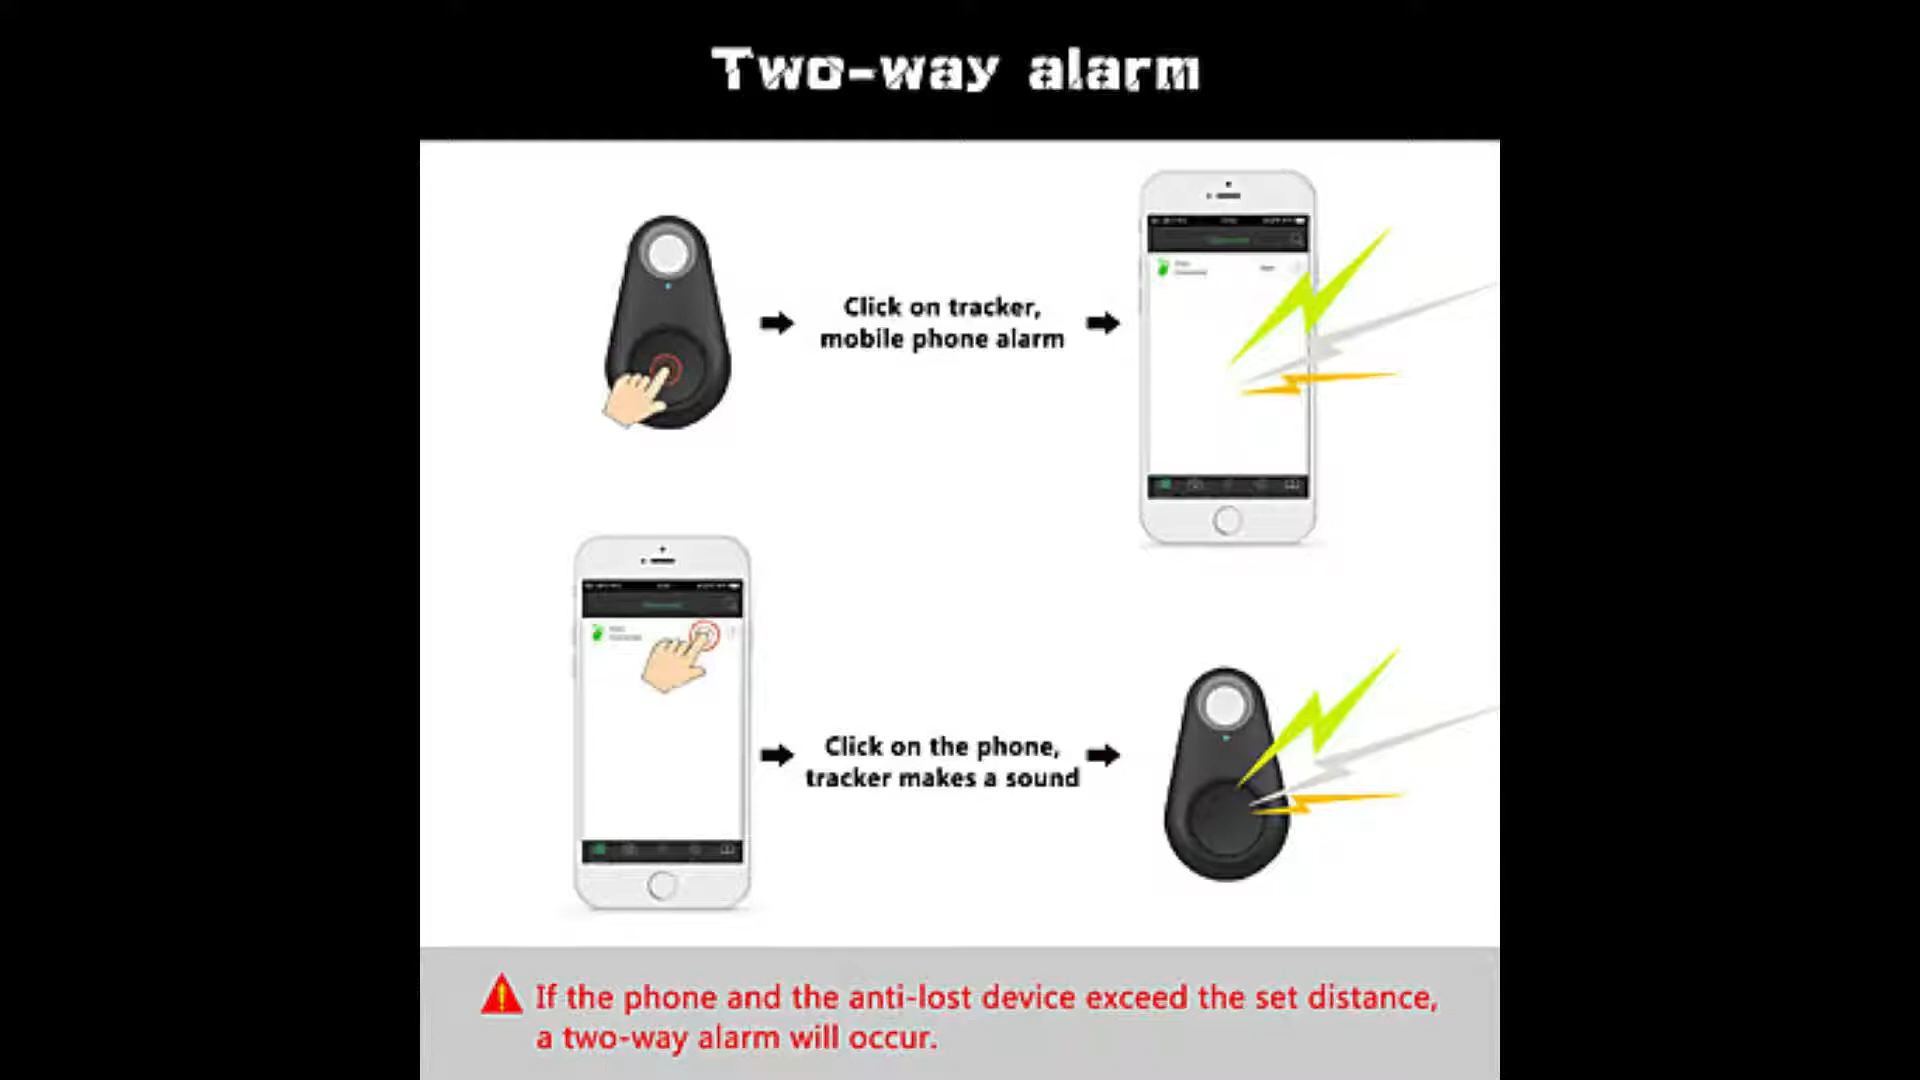 Two-way alarm
Click on tracker,
mobile phone alarm
Click on the phone,
tracker makes a sound
If the phone and the anti-lost device exceed the set distance,
a two-way alarm will occur.